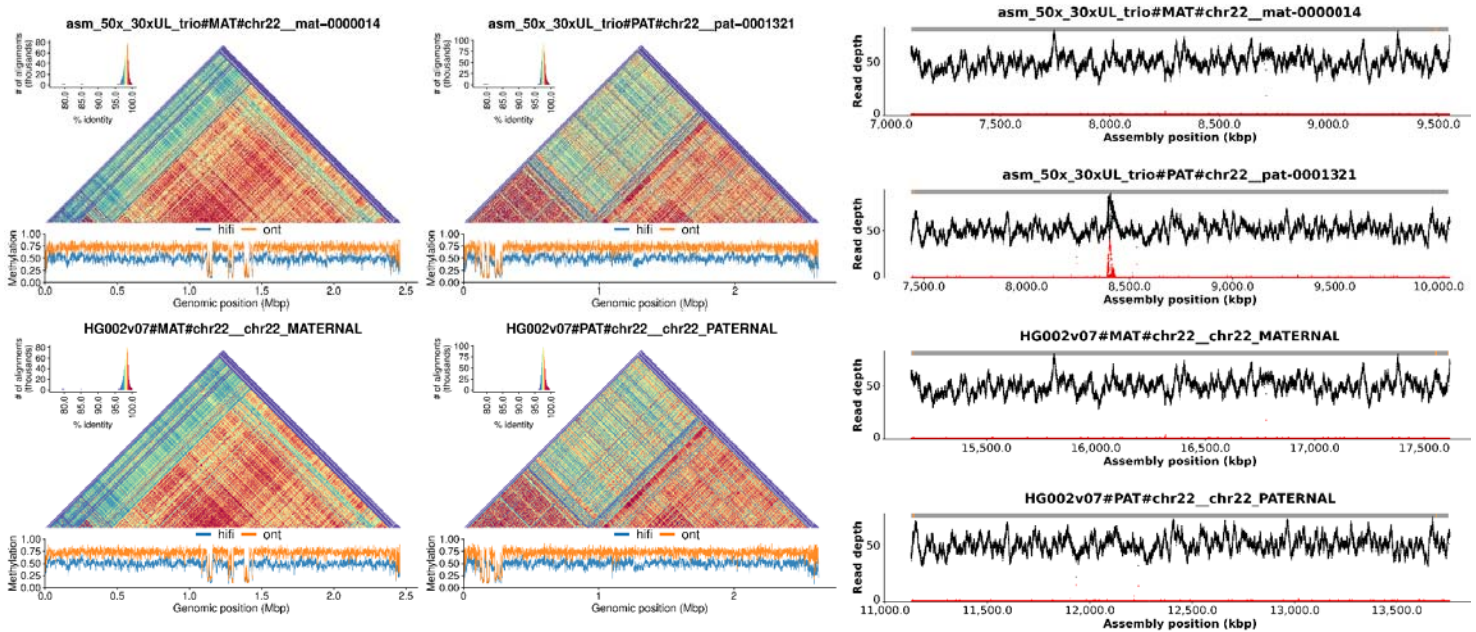 asm_50x_30xUL_trio#MAT#chr22__mat-0000014
# of alignments
(thousands)
80
60
40
20
0
80.0
85.0
90.0
95.0
100.0
% identity
hifi
ont
Methylation
1.00
0.75
0.50
0.25
0.00
0.0
0.5
1.0
1.5
2.0
2.5
Genomic position (Mbp)
asm_50x_30xUL_trio#PAT#chr22__pat-0001321
# of alignments
(thousands)
100
75
50
25
0
80.0
85.0
90.0
95.0
100.0
% identity
hifi
ont
Methylation
1.00
0.75
0.50
0.25
0.00
0
1
2
Genomic position (Mbp)
HG002v07#MAT#chr22__chr22_MATERNAL
# of alignments
(thousands)
80
60
40
20
0
80.0
85.0
90.0
95.0
100.0
% identity
hifi
ont
Methylation
1.00
0.75
0.50
0.25
0.00
0.0
0.5
1.0
1.5
2.0
2.5
Genomic position (Mbp)
HG002v07#PAT#chr22__chr22_PATERNAL
# of alignments
(thousands)
100
75
50
25
0
80.0
85.0
90.0
95.0
100.0
% identity
hifi
ont
Methylation
1.00
0.75
0.50
0.25
0.00
0
1
2
Genomic position (Mbp)
asm_50x_30xUL_trio#MAT#chr22__mat-0000014
Read depth
50
0
7,000.0 7,500.0 8,000.0 8,500.0 9,000.0 9,500.0
Assembly position (kbp)
asm_50x_30xUL_trio#PAT#chr22__pat-0001321
Read depth
50
0
7,500.0 8,000.0 8,500.0 9,000.0 9,500.0 10,000.0
Assembly position (kbp)
HG002v07#MAT#chr22__chr22_MATERNAL
Read depth
50
0
15,500.0 16,000.0 16,500.0 17,000.0 17,500.0
Assembly position (kbp)
HG002v07#PAT#chr22__chr22_PATERNAL
Read depth
50
0
11,000.0 11,500.0 12,000.0 12,500.0 13,000.0 13,500.0
Assembly position (kbp)